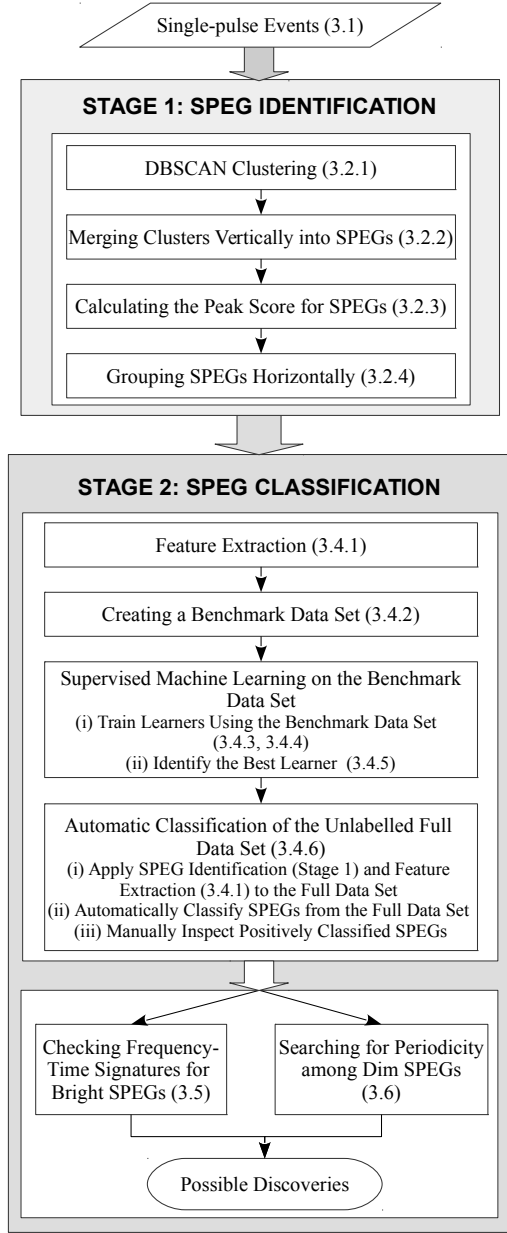 Single-pulse Events (3.1)
STAGE 1: SPEG IDENTIFICATION
DBSCAN Clustering (3.2.1)
Merging Clusters Vertically into SPEGs (3.2.2)
Calculating the Peak Score for SPEGs (3.2.3)
Grouping SPEGs Horizontally (3.2.4)
STAGE 2: SPEG CLASSIFICATION
Feature Extraction (3.4.1)
Creating a Benchmark Data Set (3.4.2)
Supervised Machine Learning on the Benchmark
Data Set
(i) Train Learners Using the Benchmark Data Set
(3.4.3, 3.4.4)
(ii) Identify the Best Learner (3.4.5)
Automatic Classification of the Unlabelled Full
Data Set (3.4.6)
(i) Apply SPEG Identification (Stage 1) and Feature
Extraction (3.4.1) to the Full Data Set
(ii) Automatically Classify SPEGs from the Full Data Set
(iii) Manually Inspect Positively Classified SPEGs
Checking Frequency-
Time Signatures for
Bright SPEGs (3.5)
Searching for Periodicity
among Dim SPEGs
(3.6)
Possible Discoveries